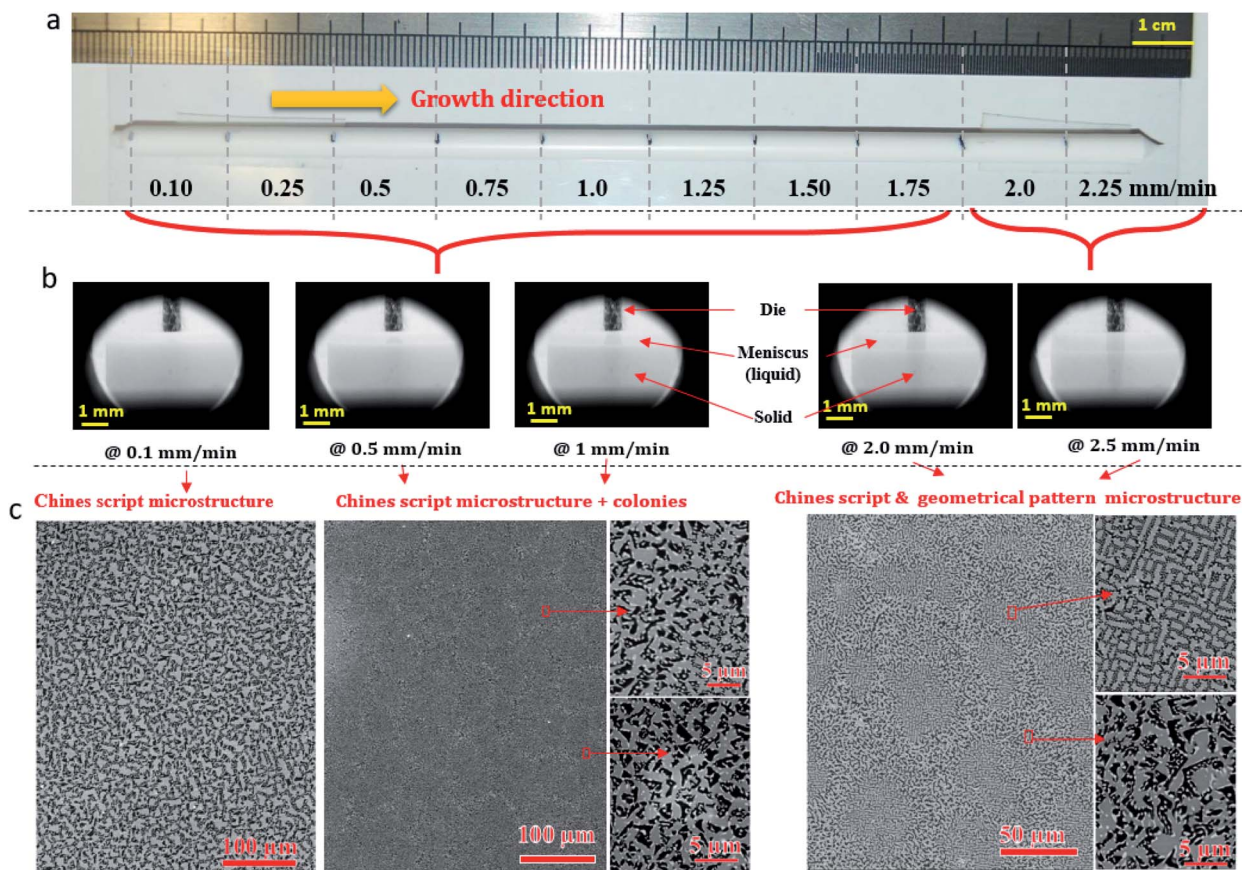 a
1 cm
Growth direction
0.10 0.25 0.5 0.75 1.0 1.25 1.50 1.75 2.0 2.25 mm/min
b
Die
Meniscus
(liquid)
Solid
1 mm 1 mm 1 mm 1 mm 1 mm
@ 0.1 mm/min @ 0.5 mm/min @ 1 mm/min @ 2.0 mm/min @ 2.5 mm/min
Chines script microstructure Chines script microstructure + colonies Chines script & geometrical pattern microstructure
c
5 µm 5 µm
100 µm 100 µm 5 µm 50 µm 5 µm